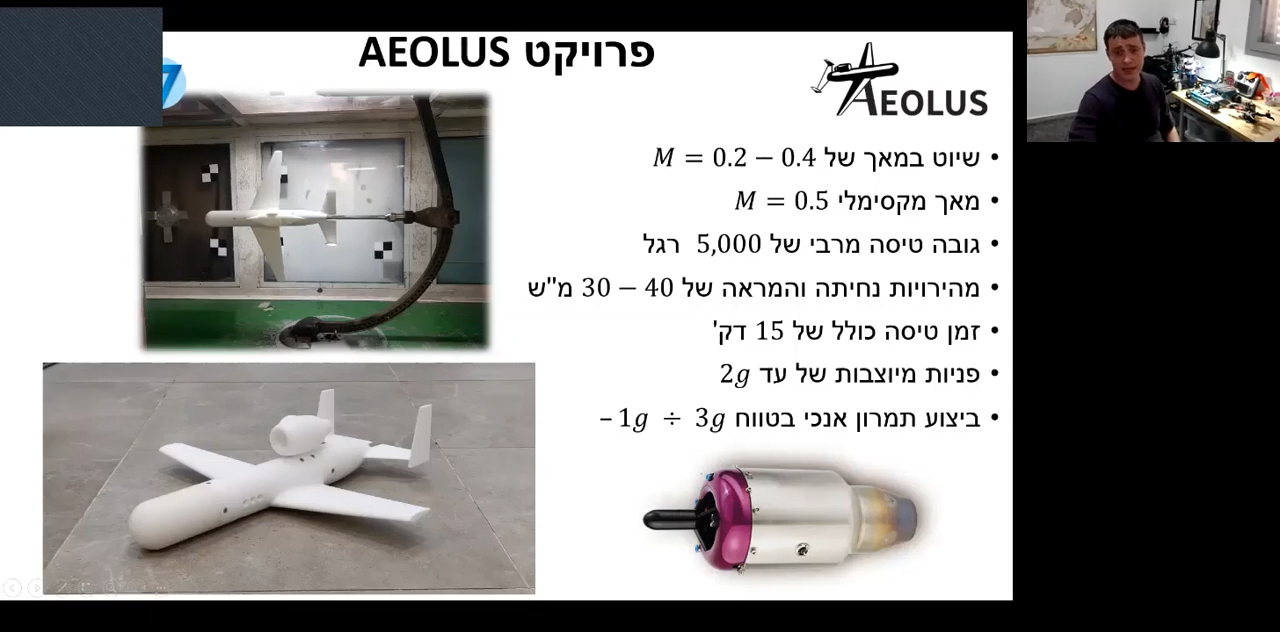 פרויקט AEOLUS
AEOLUS
7
• שיוט במאך של M = 0.2 − 0.4
• מאך מקסימלי M = 0.5
• גובה טיסה מרבי של 5,000 רגל
• מהירויות נחיתה והמראה של 30 − 40 מ"ש
• זמן טיסה כולל של 15 דק'
• פניות מיוצבות של עד 2g
• ביצוע תמרון אנכי בטווח −1g ÷ 3g